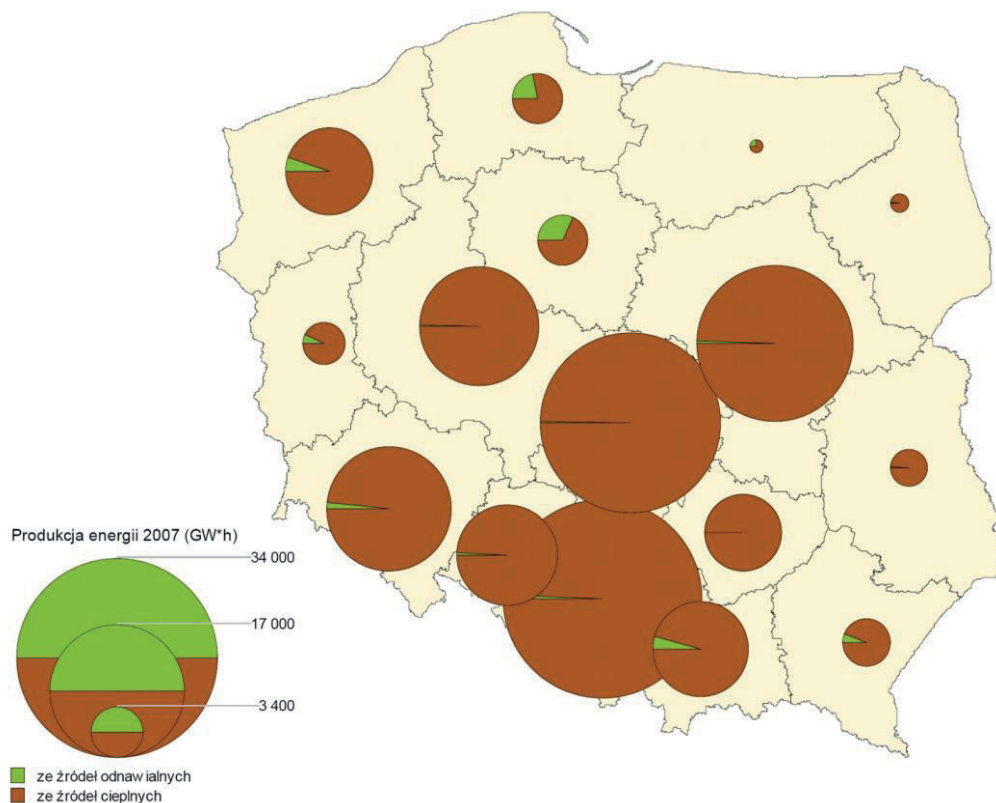 Produkcja energii 2007 (GW*h)
34 000
17 000
3 400
ze źródeł odnaw ialnych
ze źródeł cieplnych